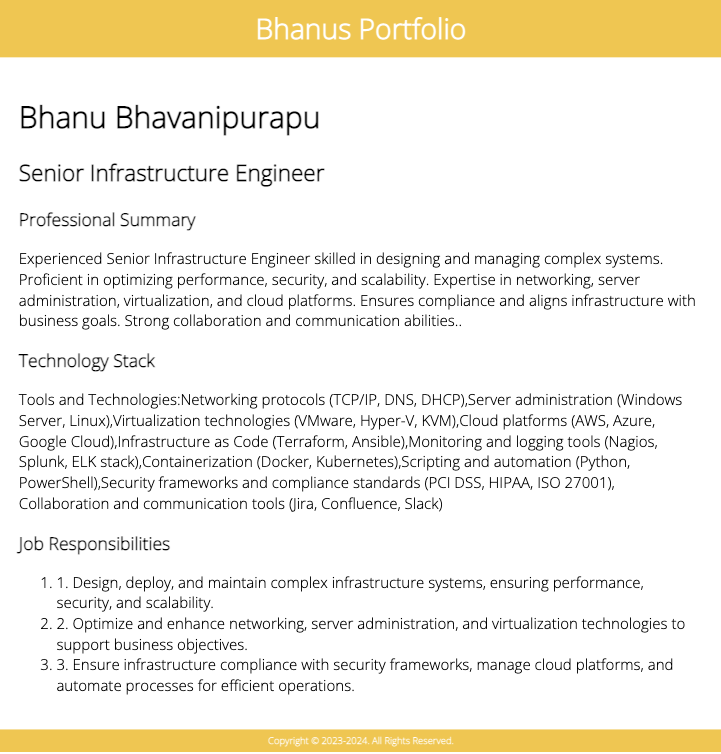 Bhanus Portfolio
Bhanu Bhavanipurapu
Senior Infrastructure Engineer
Professional Summary
Experienced Senior Infrastructure Engineer skilled in designing and managing complex systems.
Proficient in optimizing performance, security, and scalability. Expertise in networking, server
administration, virtualization, and cloud platforms. Ensures compliance and aligns infrastructure with
business goals. Strong collaboration and communication abilities..
Technology Stack
Tools and Technologies:Networking protocols (TCP/IP, DNS, DHCP),Server administration (Windows
Server, Linux),Virtualization technologies (VMware, Hyper-V, KVM),Cloud platforms (AWS, Azure,
Google Cloud),Infrastructure as Code (Terraform, Ansible),Monitoring and logging tools (Nagios,
Splunk, ELK stack),Containerization (Docker, Kubernetes),Scripting and automation (Python,
PowerShell),Security frameworks and compliance standards (PCI DSS, HIPAA, ISO 27001),
Collaboration and communication tools (Jira, Confluence, Slack)
Job Responsibilities
1. 1. Design, deploy, and maintain complex infrastructure systems, ensuring performance,
security, and scalability.
2. 2. Optimize and enhance networking, server administration, and virtualization technologies to
support business objectives.
3. 3. Ensure infrastructure compliance with security frameworks, manage cloud platforms, and
automate processes for efficient operations.
Copyright © 2023-2024. All Rights Reserved.